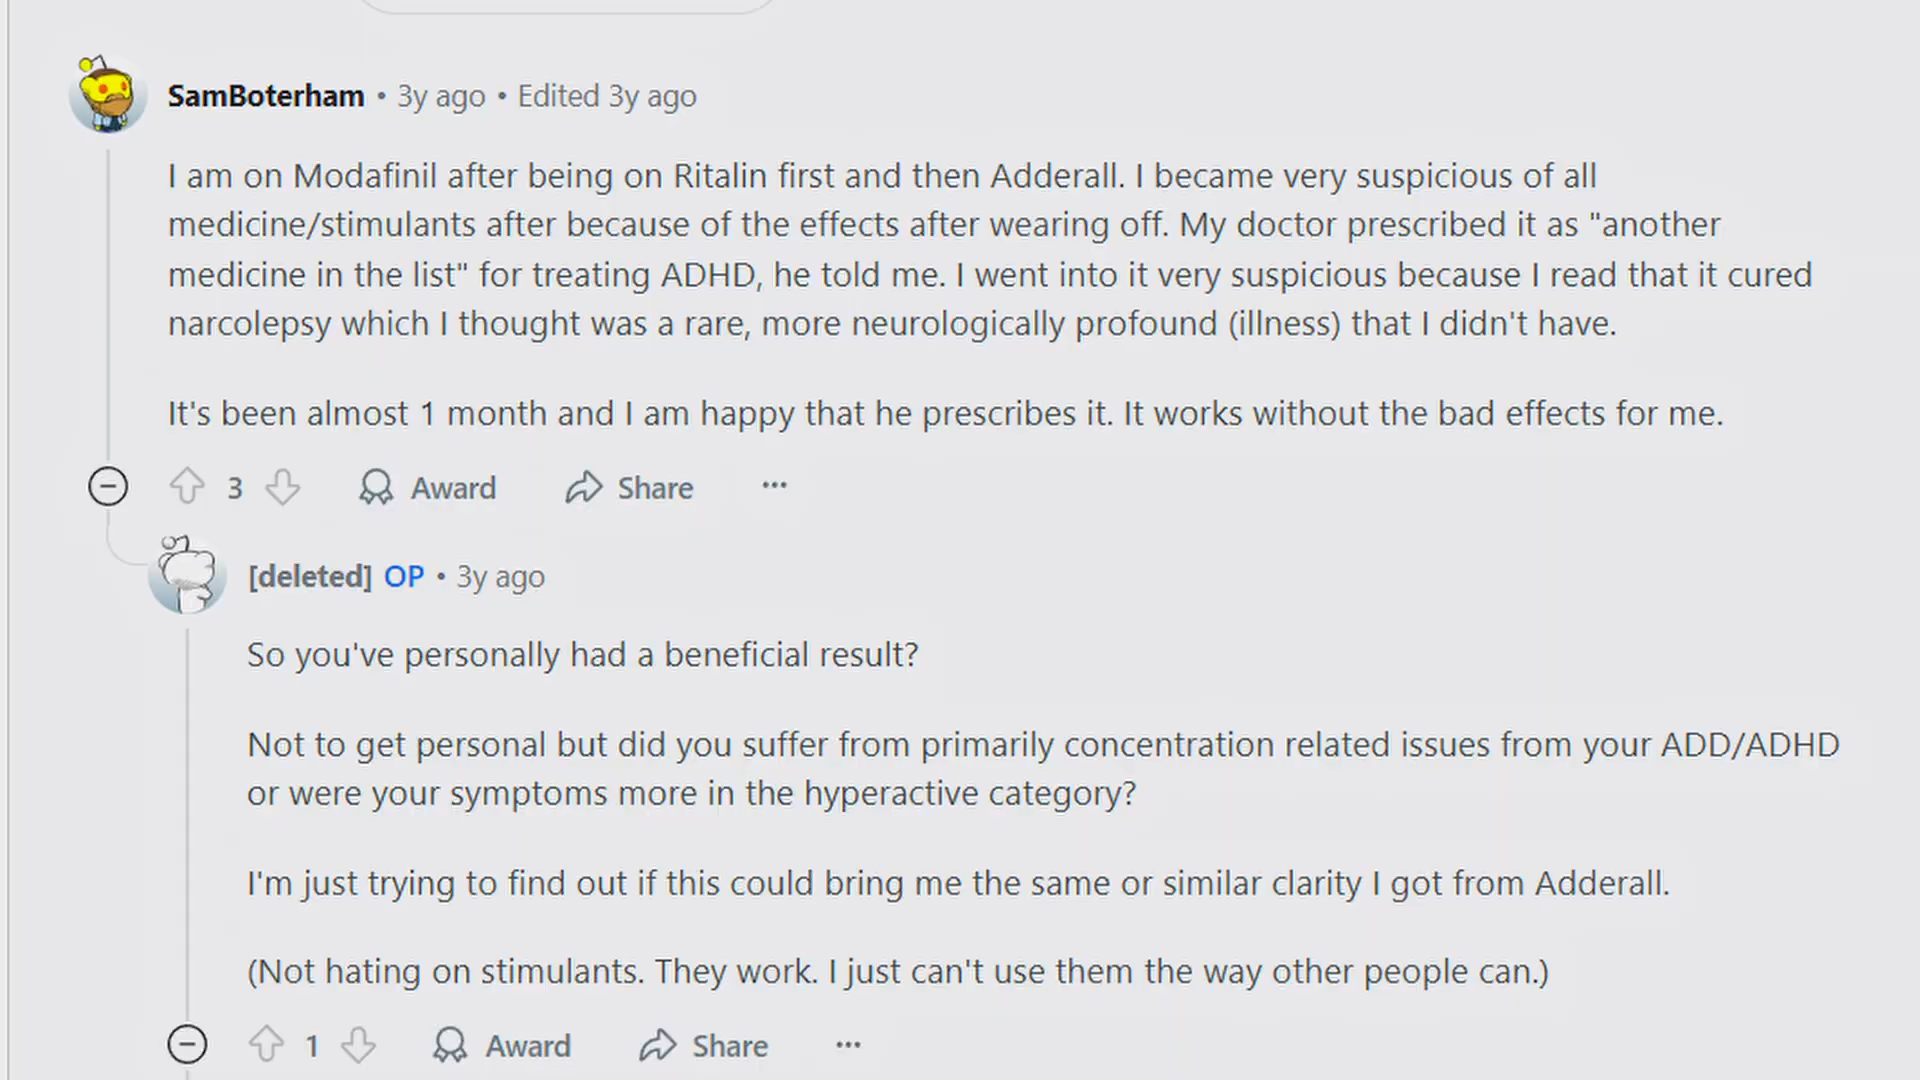 SamBoterham • 3y ago • Edited 3y ago
I am on Modafinil after being on Ritalin first and then Adderall. I became very suspicious of all
medicine/stimulants after because of the effects after wearing off. My doctor prescribed it as "another
medicine in the list" for treating ADHD, he told me. I went into it very suspicious because I read that it cured
narcolepsy which I thought was a rare, more neurologically profound (illness) that I didn't have.
It's been almost 1 month and I am happy that he prescribes it. It works without the bad effects for me.
3 Award Share ...
[deleted] OP • 3y ago
So you've personally had a beneficial result?
Not to get personal but did you suffer from primarily concentration related issues from your ADD/ADHD
or were your symptoms more in the hyperactive category?
I'm just trying to find out if this could bring me the same or similar clarity I got from Adderall.
(Not hating on stimulants. They work. I just can't use them the way other people can.)
1 Award Share ...